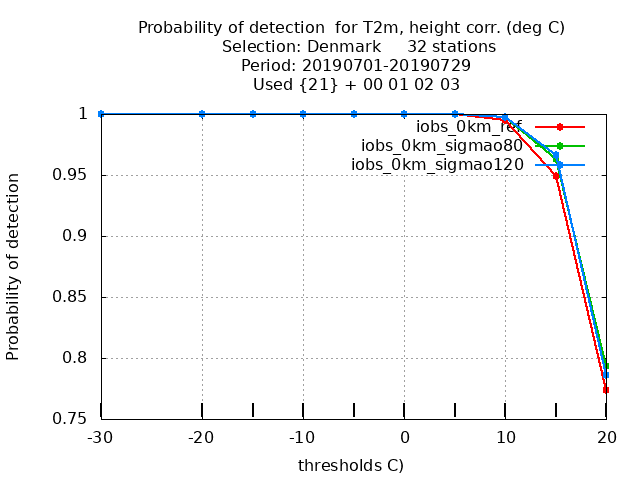 Probability of detection  for T2m, height corr. (deg C)
Selection: Denmark     32 stations
Period: 20190701-20190729
Used {21} + 00 01 02 03
Probability of detection
1
0.95
0.9
0.85
0.8
0.75
iobs_0km_ref
iobs_0km_sigmao80
iobs_0km_sigmao120
-30 -20 -10 0 10 20
thresholds C)